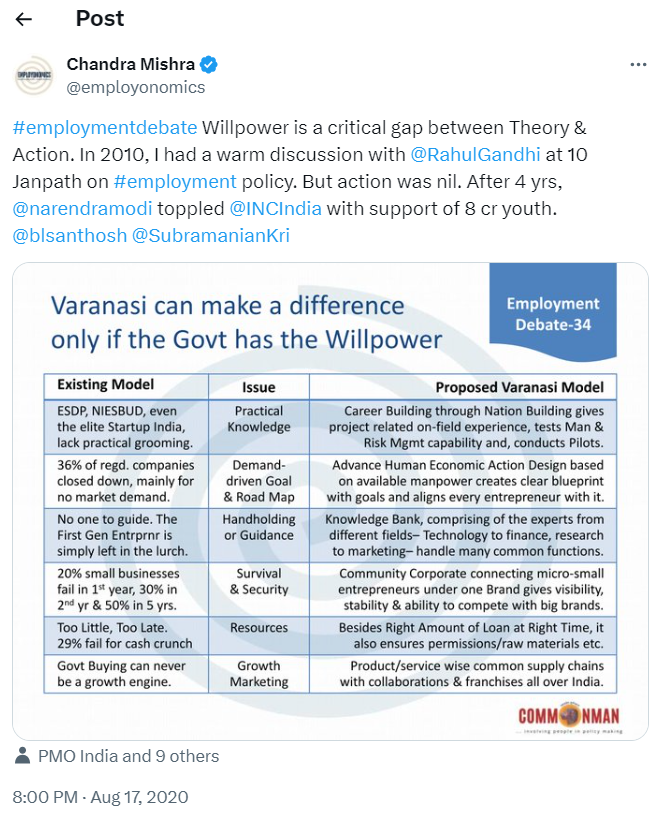 Post
Chandra Mishra
@employonomics
#employmentdebate Willpower is a critical gap between Theory &
Action. In 2010, I had a warm discussion with @RahulGandhi at 10
Janpath on #employment policy. But action was nil. After 4 yrs,
@narendramodi toppled @INCIndia with support of 8 cr youth.
@blsanthosh @SubramanianKri
Varanasi can make a difference
only if the Govt has the Willpower
Employment
Debate-34
Existing Model
Issue
Proposed Varanasi Model
ESDP, NIESBUD, even
the elite Startup India,
lack practical grooming.
Practical
Knowledge
Career Building through Nation Building gives
project related on-field experience, tests Man &
Risk Mgmt capability and, conducts Pilots.
36% of regd. companies
closed down, mainly for
no market demand.
Demand-
driven Goal
& Road Map
Advance Human Economic Action Design based
on available manpower creates clear blueprint
with goals and aligns every entrepreneur with it.
No one to guide. The
First Gen Entrprnr is
simply left in the lurch.
Handholding
or Guidance
Knowledge Bank, comprising of the experts from
different fields– Technology to finance, research
to marketing– handle many common functions.
20% small businesses
fail in 1st year, 30% in
2nd yr & 50% in 5 yrs.
Survival
& Security
Community Corporate connecting micro-small
entrepreneurs under one Brand gives visibility,
stability & ability to compete with big brands.
Too Little, Too Late.
29% fail for cash crunch
Resources
Besides Right Amount of Loan at Right Time, it
also ensures permissions/raw materials etc.
Govt Buying can never
be a growth engine.
Growth
Marketing
Product/service wise common supply chains
with collaborations & franchises all over India.
COMMONMAN
... involving people in policy making
PMO India and 9 others
8:00 PM · Aug 17, 2020